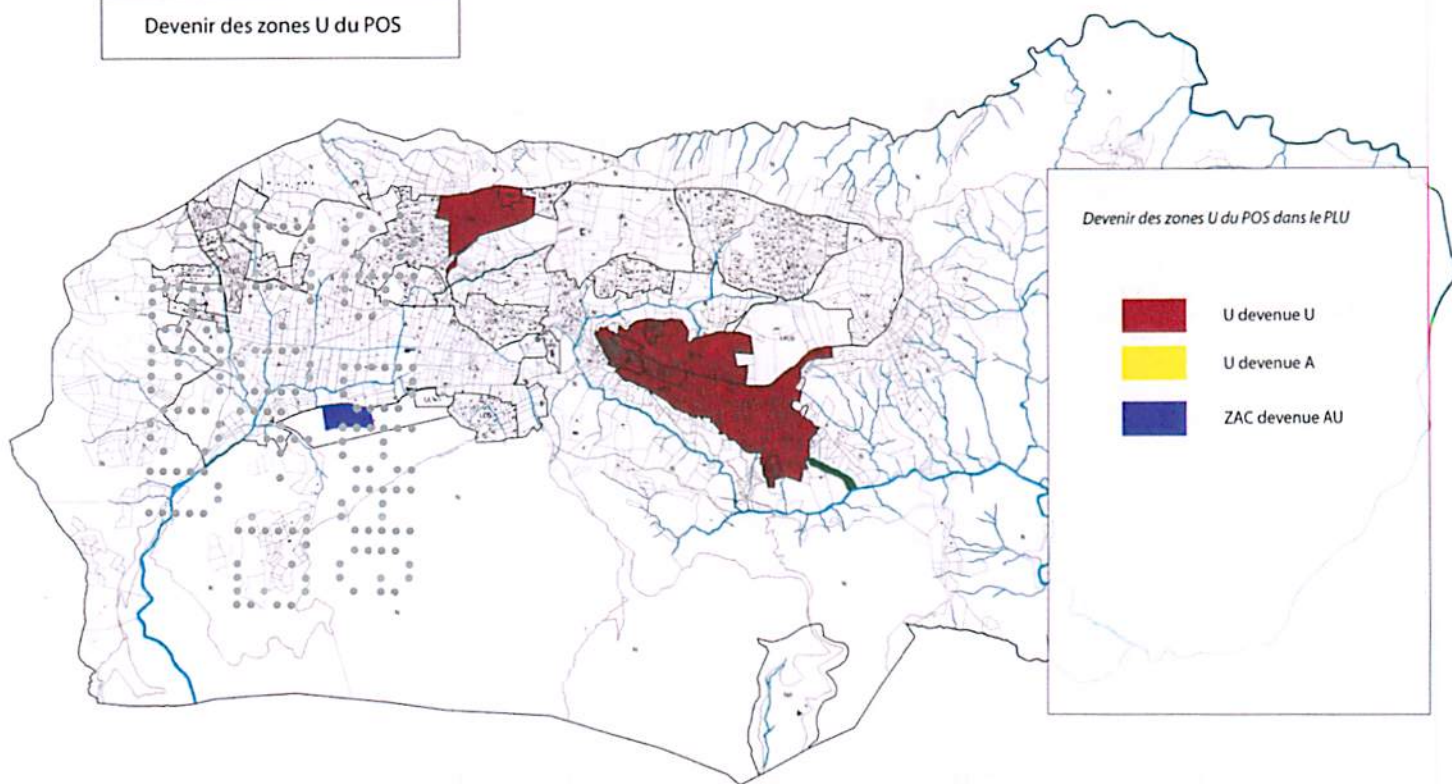 Devenir des zones U du POS
Devenir des zones U du POS dans le PLU
U devenue U
U devenue A
ZAC devenue AU